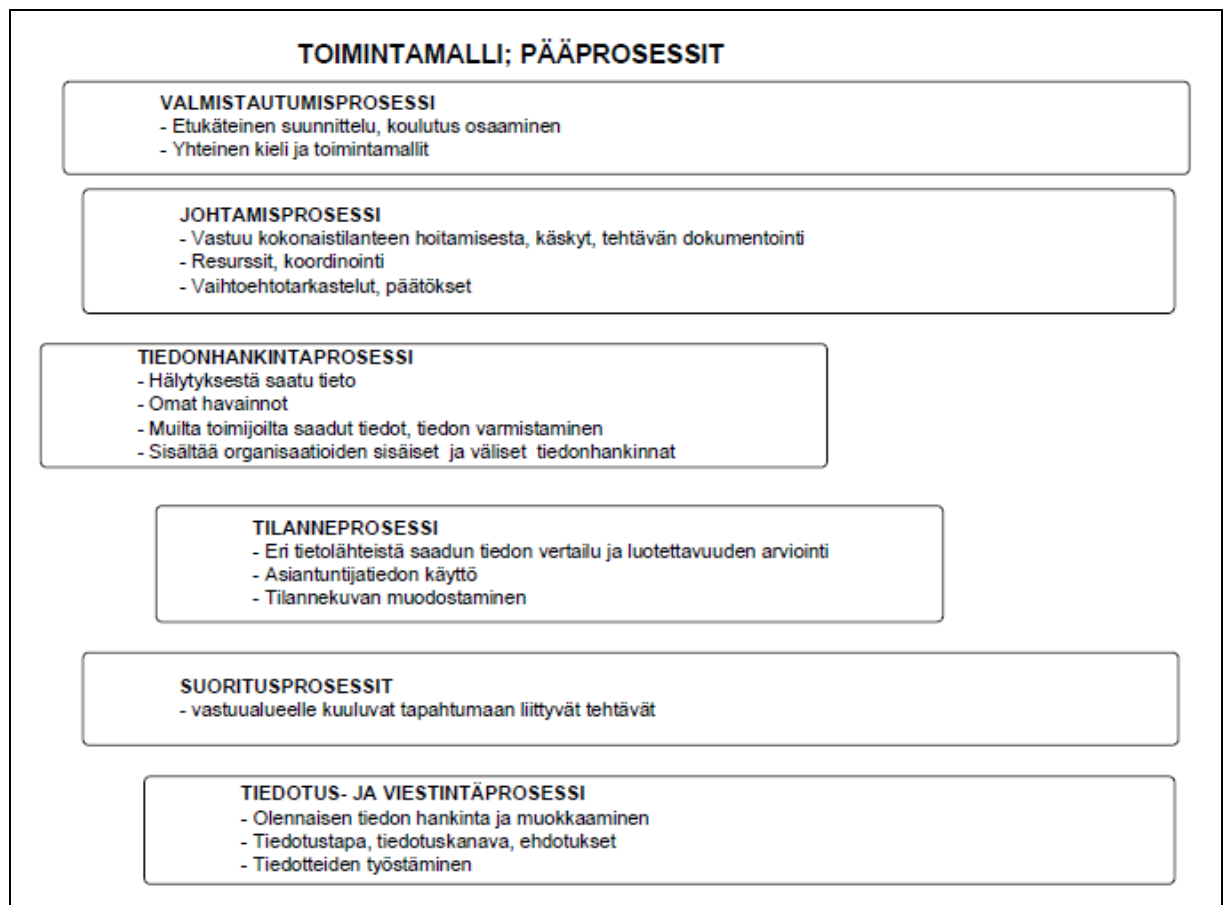 TOIMINTAMALLI; PÄÄPROSESSIT
VALMISTAUTUMISPROSESSI
- Etukäteinen suunnittelu, koulutus osaaminen
- Yhteinen kieli ja toimintamallit
JOHTAMISPROSESSI
- Vastuu kokonaistilanteen hoitamisesta, käskyt, tehtävän dokumentointi
- Resurssit, koordinointi
- Vaihtoehtotarkastelut, päätökset
TIEDONHANKINTAPROSESSI
- Hälytyksestä saatu tieto
- Omat havainnot
- Muilta toimijoilta saadut tiedot, tiedon varmistaminen
- Sisältää organisaatioiden sisäiset ja väliset tiedonhankinnat
TILANNEPROSESSI
- Eri tietolähteistä saadun tiedon vertailu ja luotettavuuden arviointi
- Asiantuntijatiedon käyttö
- Tilannekuvan muodostaminen
SUORITUSPROSESSIT
- vastuualueelle kuuluvat tapahtumaan liittyvät tehtävät
TIEDOTUS- JA VIESTINTÄPROSESSI
- Olennaisen tiedon hankinta ja muokkaaminen
- Tiedotustapa, tiedotuskanava, ehdotukset
- Tiedotteiden työstäminen